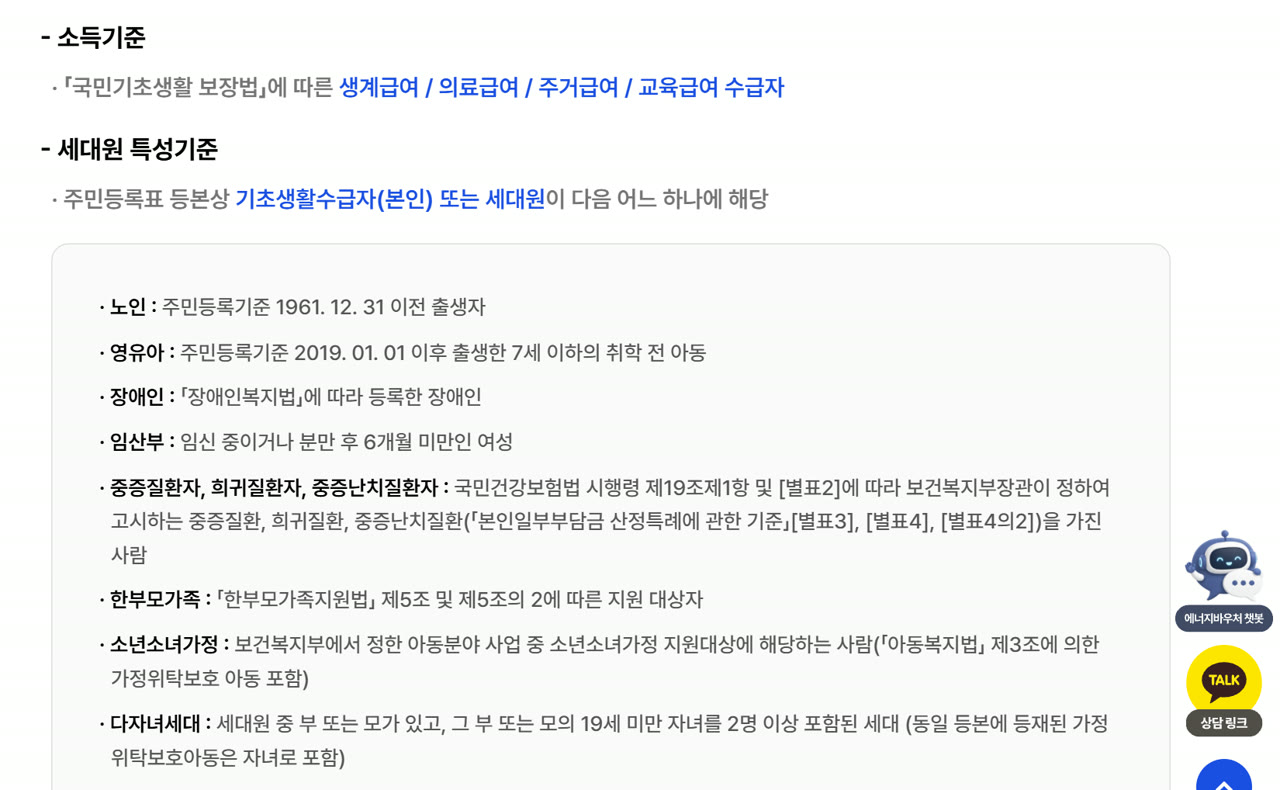 - 소득기준
· 「국민기초생활 보장법」에 따른 생계급여 / 의료급여 / 주거급여 / 교육급여 수급자
- 세대원 특성기준
· 주민등록표 등본상 기초생활수급자(본인) 또는 세대원이 다음 어느 하나에 해당
· 노인 : 주민등록기준 1961. 12. 31 이전 출생자
· 영유아 : 주민등록기준 2019. 01. 01 이후 출생한 7세 이하의 취학 전 아동
· 장애인 : 「장애인복지법」에 따라 등록한 장애인
· 임산부 : 임신 중이거나 분만 후 6개월 미만인 여성
· 중증질환자, 희귀질환자, 중증난치질환자 : 국민건강보험법 시행령 제19조제1항 및 [별표2]에 따라 보건복지부장관이 정하여
고시하는 중증질환, 희귀질환, 중증난치질환(「본인일부부담금 산정특례에 관한 기준」[별표3], [별표4], [별표4의2])을 가진
사람
· 한부모가족 : 「한부모가족지원법」 제5조 및 제5조의 2에 따른 지원 대상자
· 소년소녀가정 : 보건복지부에서 정한 아동분야 사업 중 소년소녀가정 지원대상에 해당하는 사람(「아동복지법」 제3조에 의한
가정위탁보호 아동 포함)
· 다자녀세대 : 세대원 중 부 또는 모가 있고, 그 부 또는 모의 19세 미만 자녀를 2명 이상 포함된 세대 (동일 등본에 등재된 가정
위탁보호아동은 자녀로 포함)
에너지바우처 챗봇
TALK
상담 링크